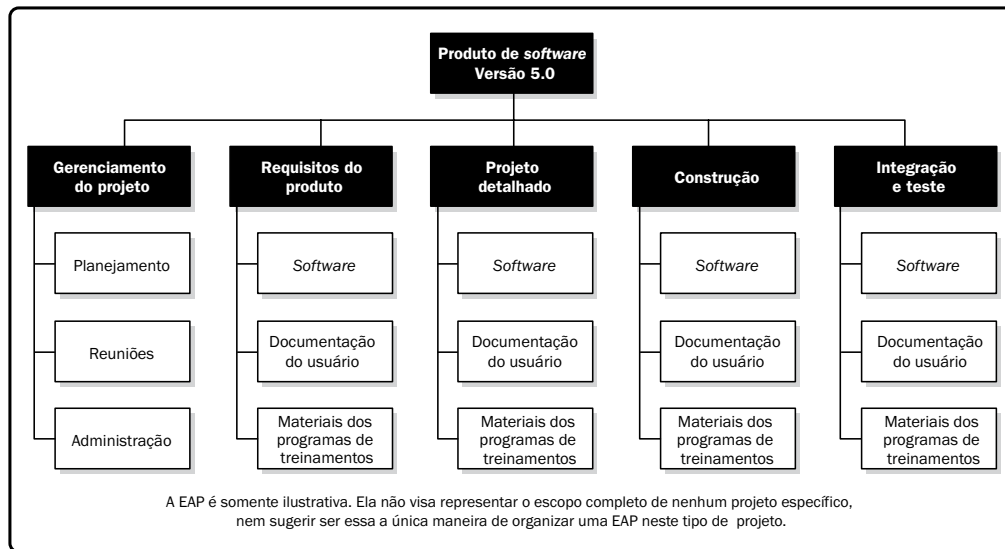 Produto de software
Versão 5.0
Gerenciamento
do projeto
Requisitos do
produto
Projeto
detalhado
Construção
Integração
e teste
Planejamento
Software
Software
Software
Software
Reuniões
Documentação
do usuário
Documentação
do usuário
Documentação
do usuário
Documentação
do usuário
Administração
Materiais dos
programas de
treinamentos
Materiais dos
programas de
treinamentos
Materiais dos
programas de
treinamentos
Materiais dos
programas de
treinamentos
A EAP é somente ilustrativa. Ela não visa representar o escopo completo de nenhum projeto específico,
nem sugerir ser essa a única maneira de organizar uma EAP neste tipo de projeto.